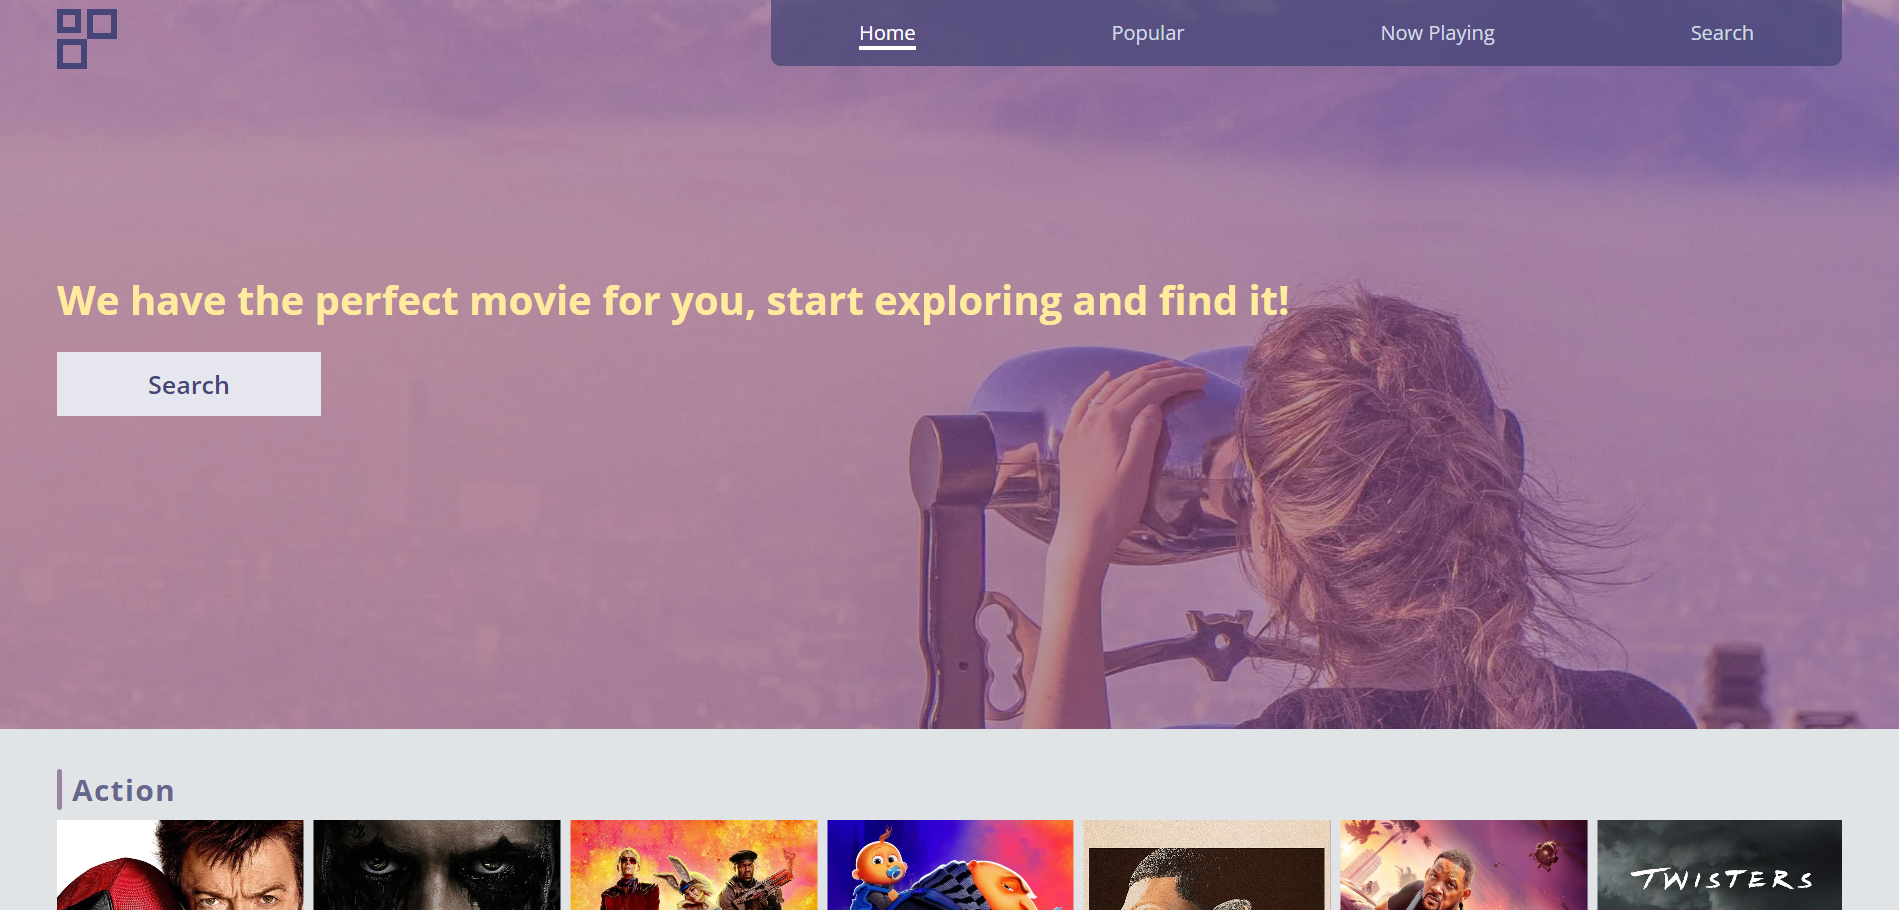 Home Popular Now Playing Search
We have the perfect movie for you, start exploring and find it!
Search
Action
TWISTERS